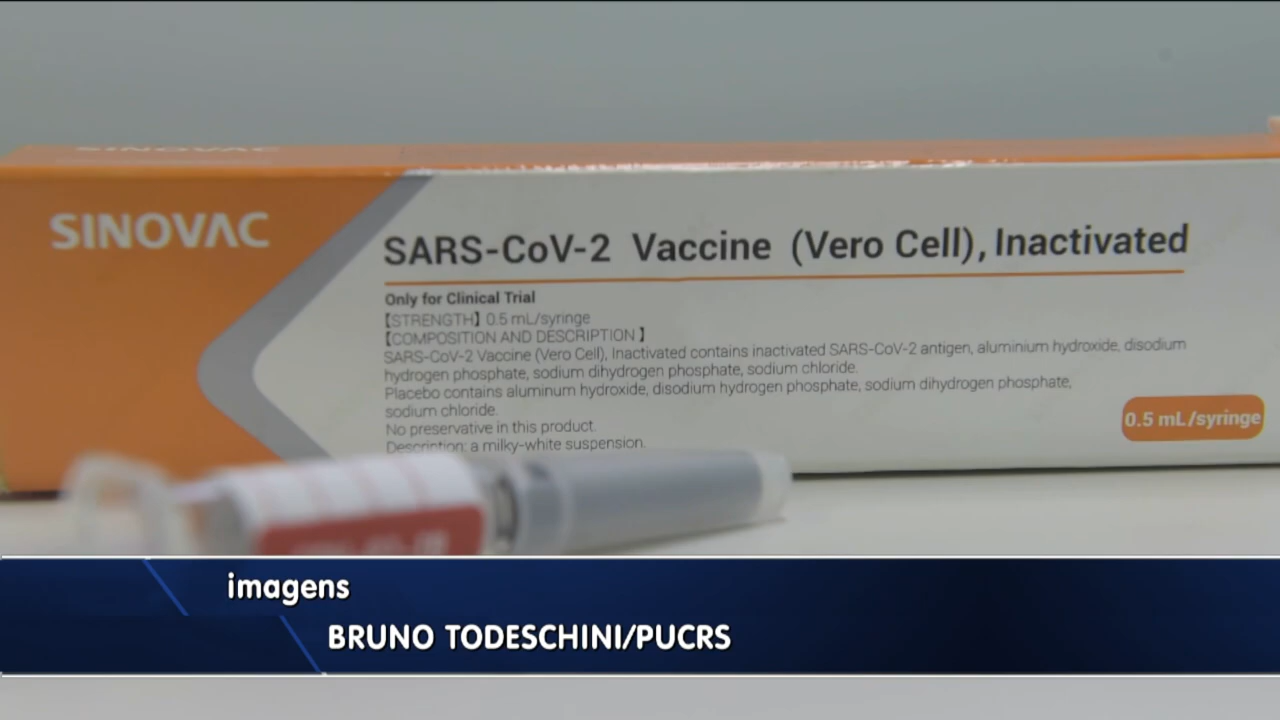 SINOVAC
SINOVAC
SARS-CoV-2 Vaccine (Vero Cell), Inactivated
Only for Clinical Trial
【STRENGTH】0.5 mL/syringe
【COMPOSITION AND DESCRIPTION】
SARS-CoV-2 Vaccine (Vero Cell), Inactivated contains inactivated SARS-CoV-2 antigen, aluminium hydroxide, disodium
hydrogen phosphate, sodium dihydrogen phosphate, sodium chloride.
Placebo contains aluminum hydroxide, disodium hydrogen phosphate, sodium dihydrogen phosphate,
sodium chloride.
No preservative in this product.
Description: a milky-white suspension.
0.5 mL/syringe
imagens
BRUNO TODESCHINI/PUCRS